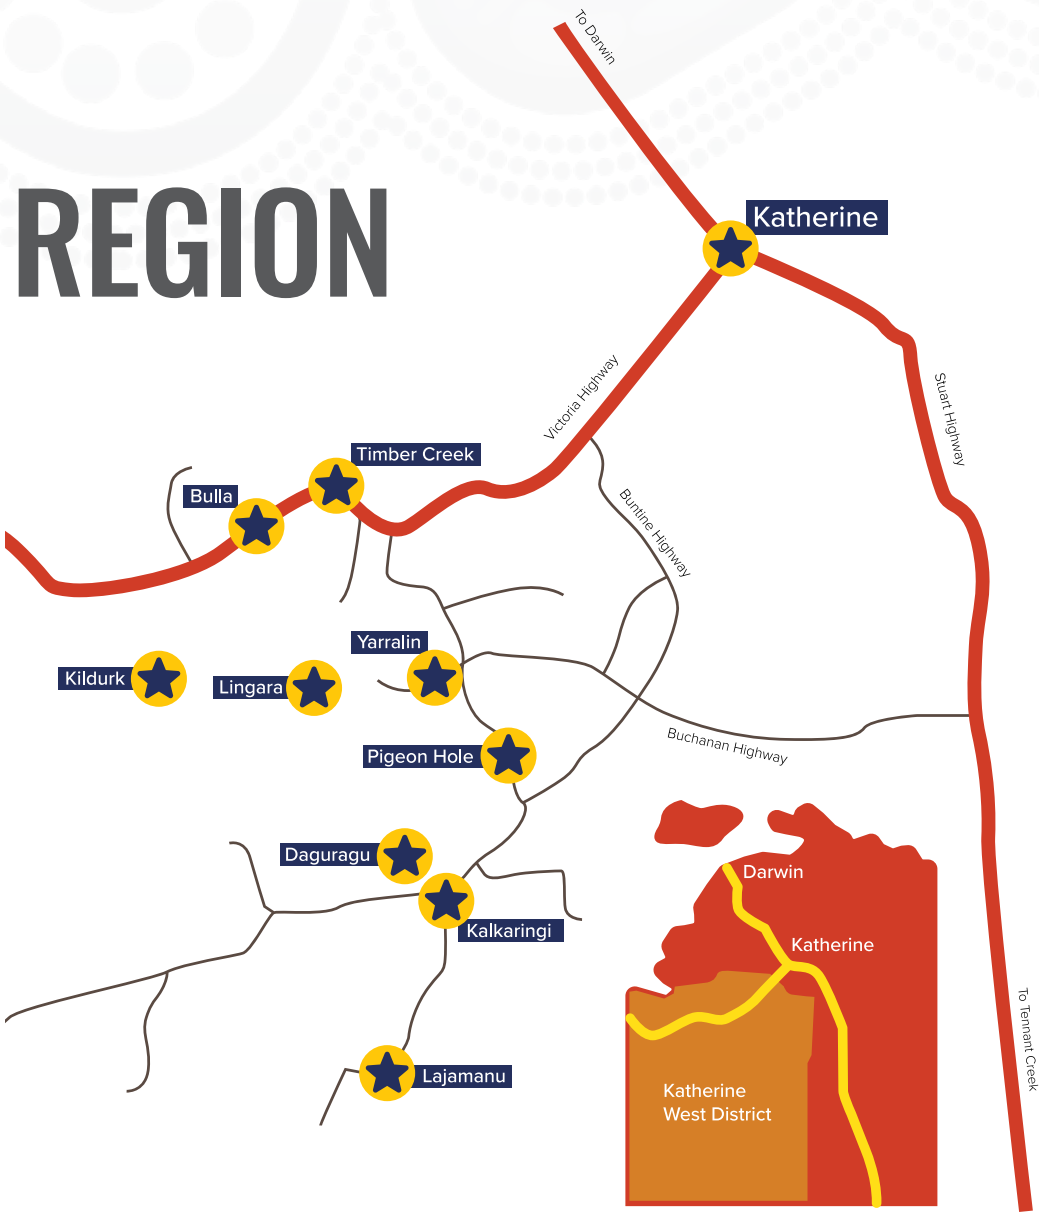 To Darwin
REGION
Katherine
Victoria Highway
Stuart Highway
Timber Creek
Bulla
Buntine Highway
Yarralin
Kildurk
Lingara
Pigeon Hole
Buchanan Highway
Daguragu
Kalkaringi
Darwin
Katherine
To Tennant Creek
Lajamanu
Katherine
West District